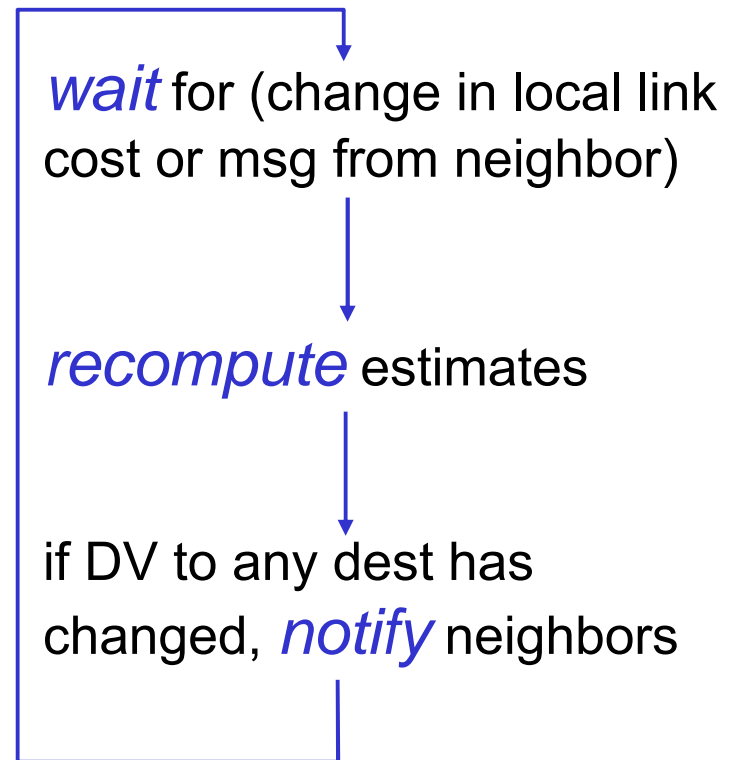 wait for (change in local link
cost or msg from neighbor)
recompute estimates
if DV to any dest has
changed, notify neighbors